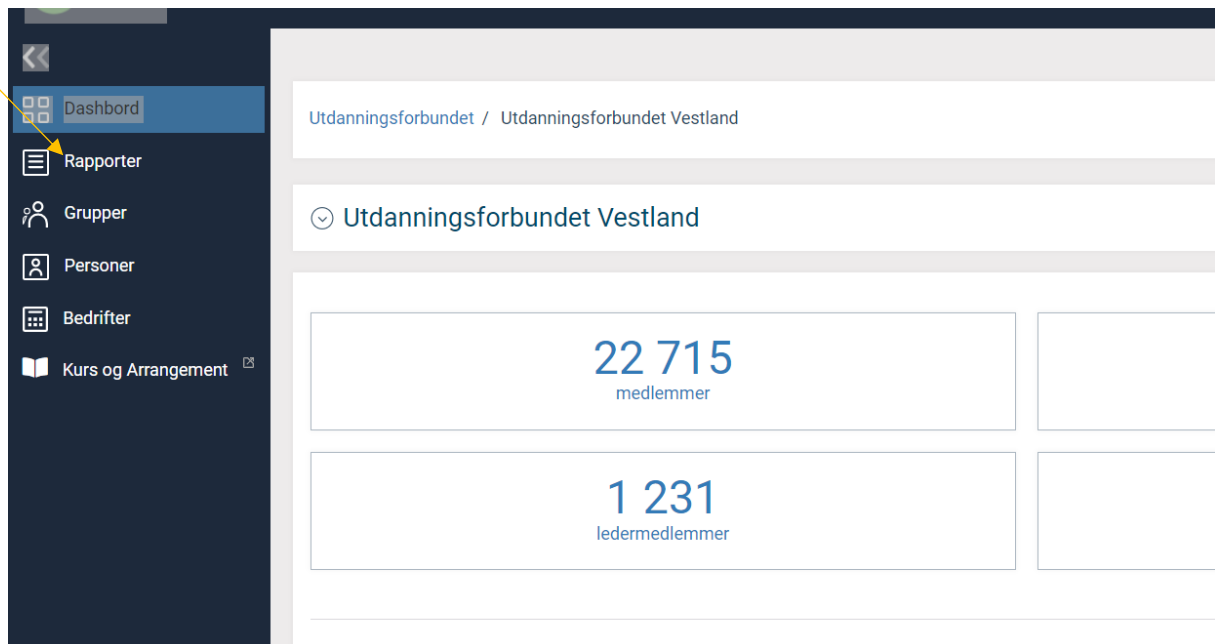 Dashbord
Rapporter
Grupper
Personer
Bedrifter
Kurs og Arrangement
Utdanningsforbundet / Utdanningsforbundet Vestland
Utdanningsforbundet Vestland
22 715
medlemmer
1 231
ledermedlemmer